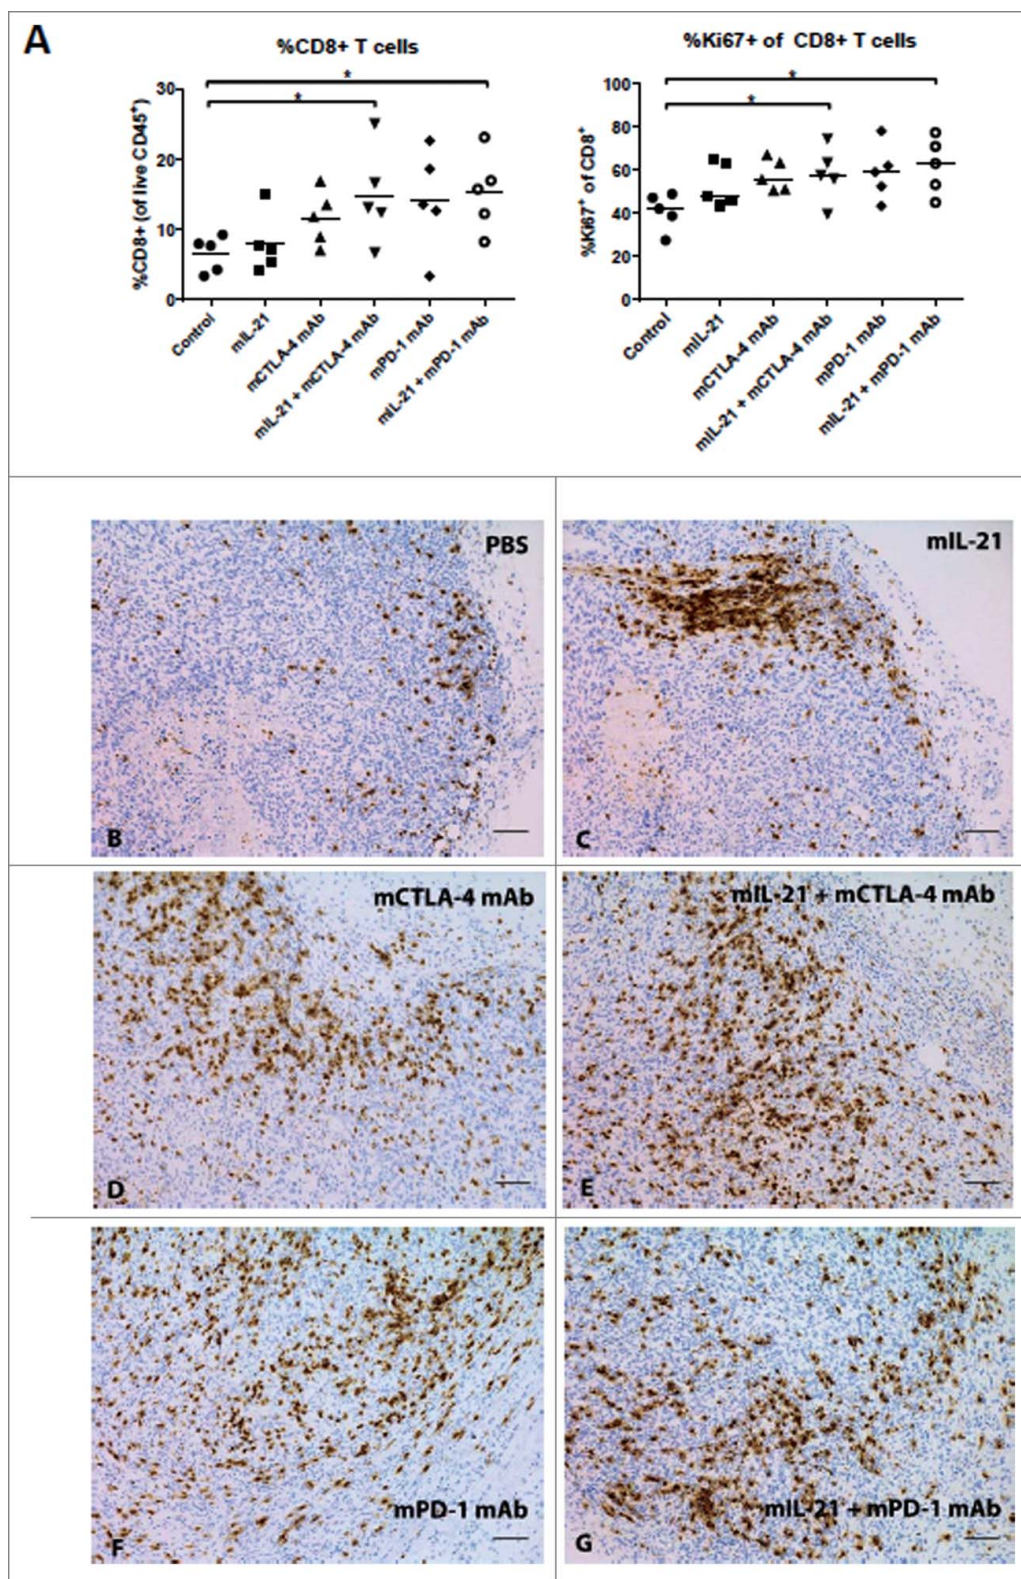 A
%CD8+ T cells
*
*
%CD8+ (of live CD45+)
30
20
10
0
Control
mIL-21
mCTLA-4 mAb
mIL-21 + mCTLA-4 mAb
mPD-1 mAb
mIL-21 + mPD-1 mAb
%Ki67+ of CD8+ T cells
*
*
%Ki67+ of CD8+
100
80
60
40
20
0
Control
mIL-21
mCTLA-4 mAb
mIL-21 + mCTLA-4 mAb
mPD-1 mAb
mIL-21 + mPD-1 mAb
PBS
B
mIL-21
C
mCTLA-4 mAb
D
mIL-21 + mCTLA-4 mAb
E
mPD-1 mAb
F
mIL-21 + mPD-1 mAb
G